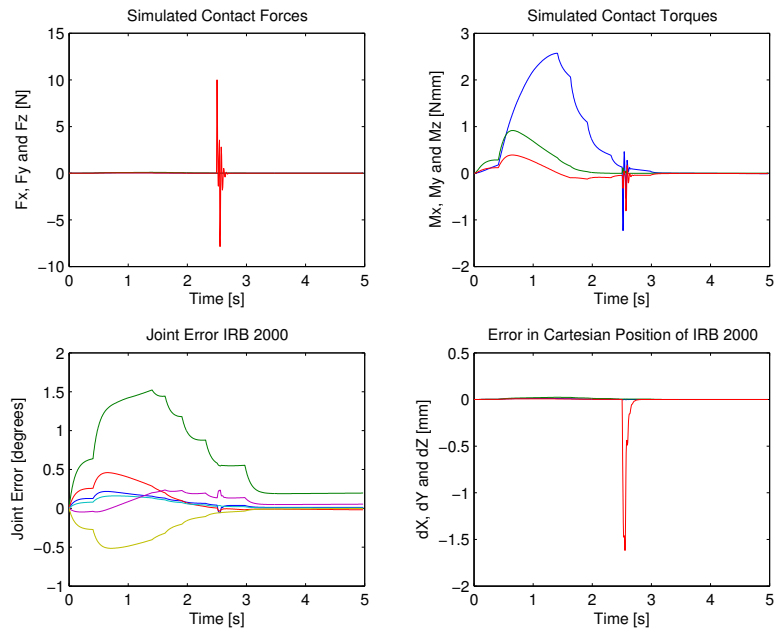 Simulated Contact Forces
Fx, Fy and Fz [N]
15
10
5
0
−5
−10
0 1 2 3 4 5
Time [s]
Simulated Contact Torques
Mx, My and Mz [Nmm]
3
2
1
0
−1
−2
0 1 2 3 4 5
Time [s]
Joint Error IRB 2000
Joint Error [degrees]
2
1.5
1
0.5
0
−0.5
−1
0 1 2 3 4 5
Time [s]
Error in Cartesian Position of IRB 2000
dX, dY and dZ [mm]
0.5
0
−0.5
−1
−1.5
−2
0 1 2 3 4 5
Time [s]